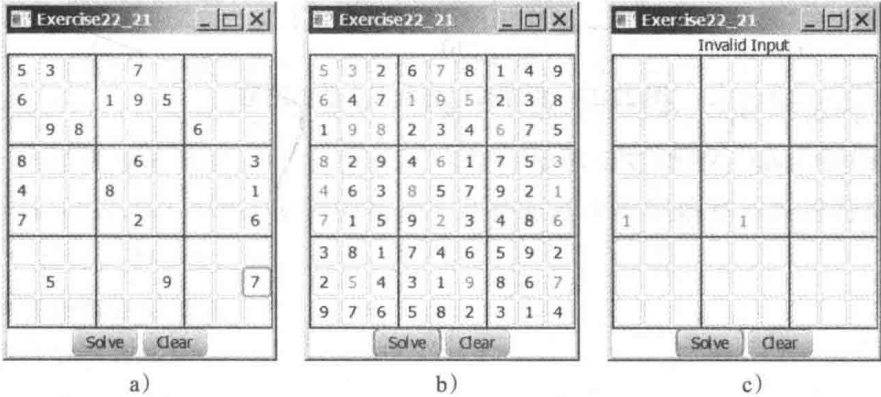 Exercise22_21
5 3 7
6 1 9 5
9 8 6
8 6 3
4 8 1
7 2 6
5 9 7
Solve Clear
a)
Exercise22_21
5 3 2 6 7 8 1 4 9
6 4 7 1 9 5 2 3 8
1 9 8 2 3 4 6 7 5
8 2 9 4 6 1 7 5 3
4 6 3 8 5 7 9 2 1
7 1 5 9 2 3 4 8 6
3 8 1 7 4 6 5 9 2
2 5 4 3 1 9 8 6 7
9 7 6 5 8 2 3 1 4
Solve Clear
b)
Exercise22_21
Invalid Input
1 1
Solve Clear
c)